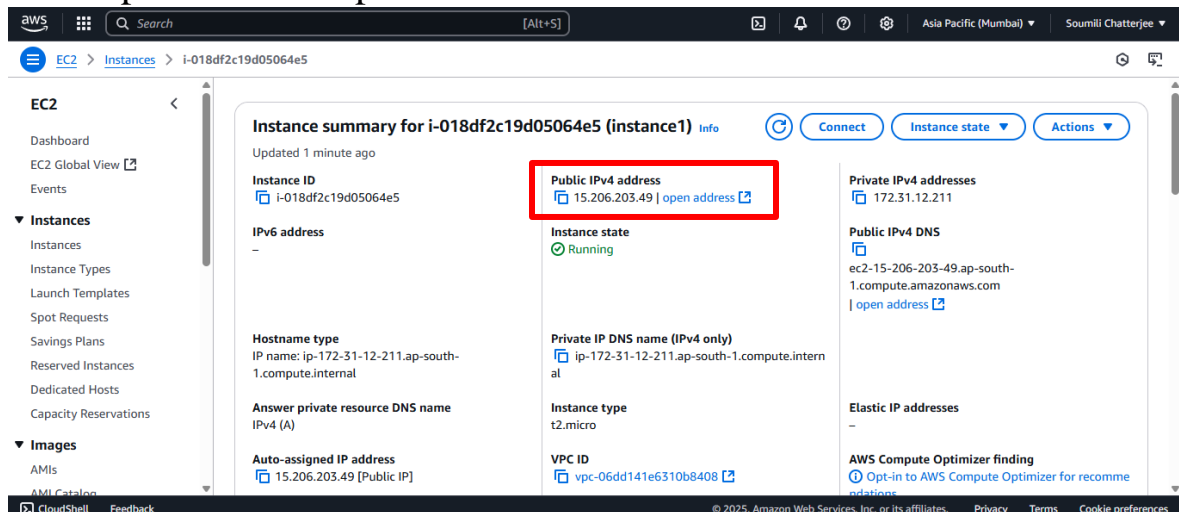 aws
Search
[Alt+S]
Asia Pacific (Mumbai) ▼
Soumili Chatterjee ▼
EC2 > Instances > i-018df2c19d05064e5
EC2
Dashboard
EC2 Global View
Events
▼ Instances
Instances
Instance Types
Launch Templates
Spot Requests
Savings Plans
Reserved Instances
Dedicated Hosts
Capacity Reservations
▼ Images
AMIs
AMI Catalog
Instance summary for i-018df2c19d05064e5 (instance1) Info
Connect
Instance state ▼
Actions ▼
Updated 1 minute ago
Instance ID
i-018df2c19d05064e5
Public IPv4 address
15.206.203.49 | open address
Private IPv4 addresses
172.31.12.211
IPv6 address
–
Instance state
Running
Public IPv4 DNS
ec2-15-206-203-49.ap-south-
1.compute.amazonaws.com
| open address
Hostname type
IP name: ip-172-31-12-211.ap-south-
1.compute.internal
Private IP DNS name (IPv4 only)
ip-172-31-12-211.ap-south-1.compute.intern
al
Answer private resource DNS name
IPv4 (A)
Instance type
t2.micro
Elastic IP addresses
–
Auto-assigned IP address
15.206.203.49 [Public IP]
VPC ID
vpc-06dd141e6310b8408
AWS Compute Optimizer finding
Opt-in to AWS Compute Optimizer for recomme
ndations
CloudShell Feedback
© 2025, Amazon Web Services, Inc. or its affiliates. Privacy Terms Cookie preferences